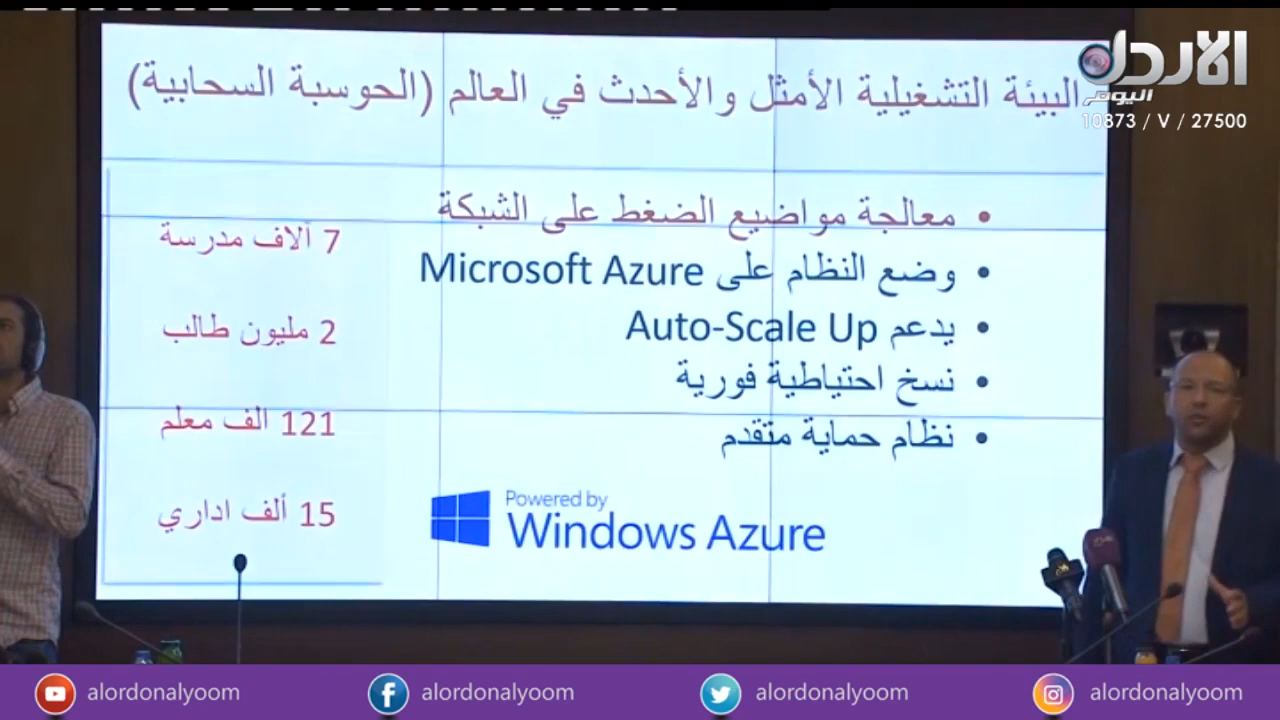 الأردن
اليوم
10873 / V / 27500
البيئة التشغيلية الأمثل والأحدث في العالم (الحوسبة السحابية)
• معالجة مواضيع الضغط على الشبكة
• وضع النظام على Microsoft Azure
• يدعم Auto-Scale Up
• نسخ احتياطية فورية
• نظام حماية متقدم
7 آلاف مدرسة
2 مليون طالب
121 الف معلم
15 ألف اداري
Powered by
Windows Azure
alordonalyoom
alordonalyoom
alordonalyoom
alordonalyoom